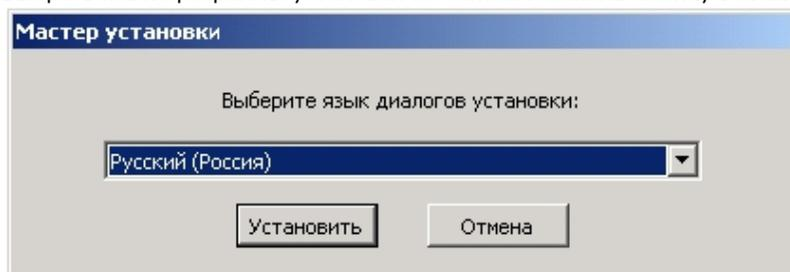 Мастер установки
Выберите язык диалогов установки:
Русский (Россия)
Установить
Отмена